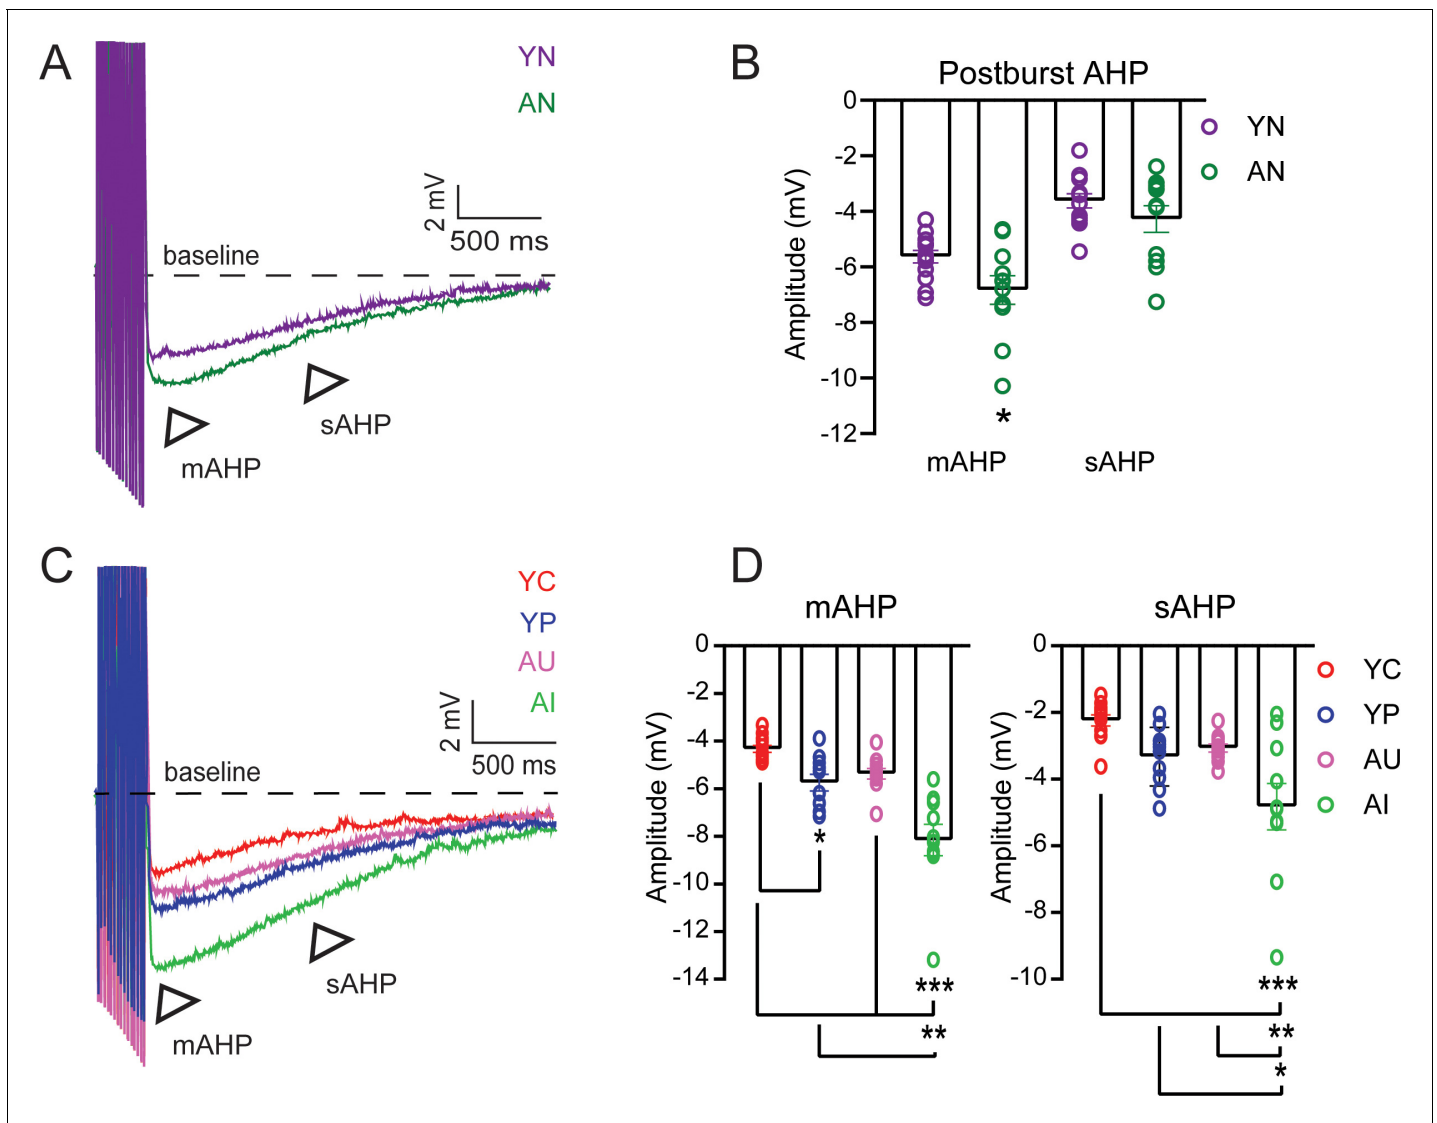 A
YN
AN
2 mV
500 ms
baseline
sAHP
mAHP
B
Postburst AHP
0
-2
-4
-6
-8
-10
-12
Amplitude (mV)
YN
AN
*
mAHP sAHP
C
YC
YP
AU
AI
2 mV
500 ms
baseline
sAHP
mAHP
D
mAHP
0
-2
-4
-6
-8
-10
-12
-14
Amplitude (mV)
*
***
**
sAHP
0
-2
-4
-6
-8
-10
Amplitude (mV)
YC
YP
AU
AI
***
**
*